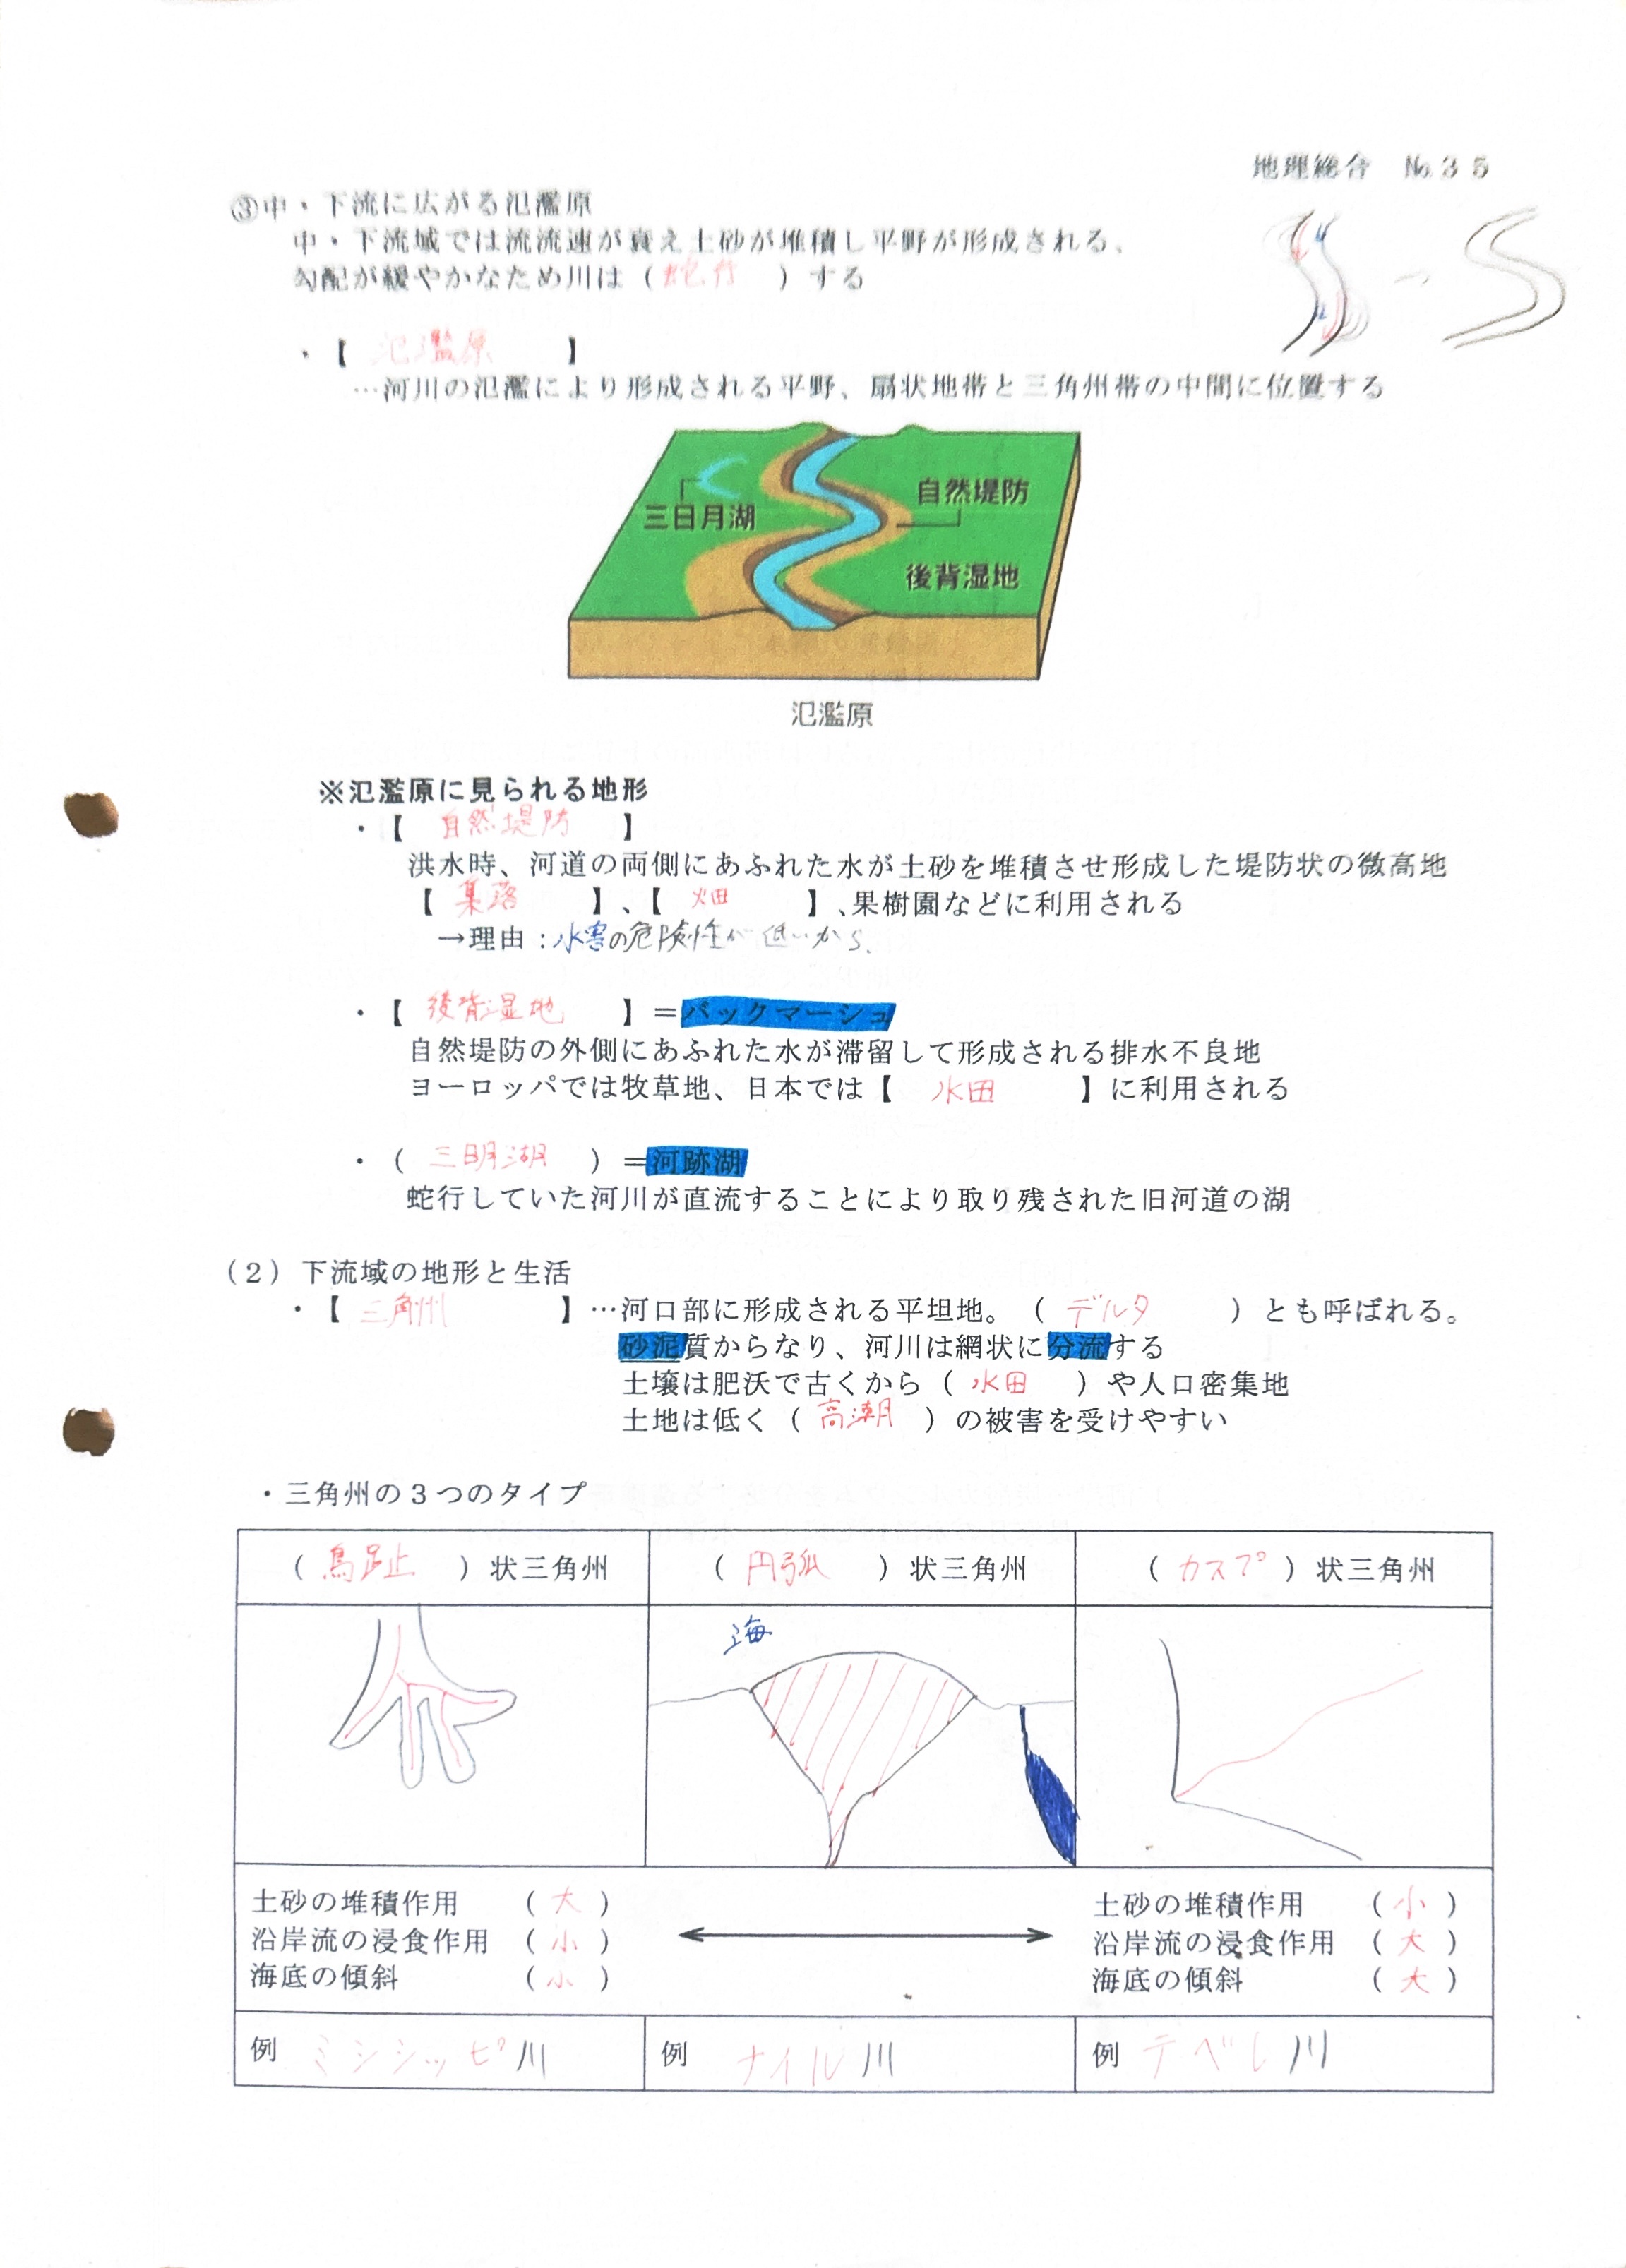 地理総合 №35
③中・下流に広がる氾濫原
中・下流域では流流速が衰え土砂が堆積し平野が形成される、
勾配が緩やかなため川は（ 蛇行 ）する
・【 氾濫原 】
…河川の氾濫により形成される平野、扇状地帯と三角州帯の中間に位置する
三日月湖
自然堤防
後背湿地
氾濫原
※氾濫原に見られる地形
・【 自然堤防 】
洪水時、河道の両側にあふれた水が土砂を堆積させ形成した堤防状の微高地
【 集落 】、【 畑 】、果樹園などに利用される
→理由：水害の危険性が低いから。
・【 後背湿地 】＝バックマーシュ
自然堤防の外側にあふれた水が滞留して形成される排水不良地
ヨーロッパでは牧草地、日本では【 水田 】に利用される
・（ 三日月湖 ）＝河跡湖
蛇行していた河川が直流することにより取り残された旧河道の湖
（2）下流域の地形と生活
・【 三角州 】…河口部に形成される平坦地。（ デルタ ）とも呼ばれる。
砂泥質からなり、河川は網状に分流する
土壌は肥沃で古くから（ 水田 ）や人口密集地
土地は低く（ 高潮 ）の被害を受けやすい
・三角州の3つのタイプ
（ 鳥趾 ）状三角州 （ 円弧 ）状三角州 （ カスプ ）状三角州
海
土砂の堆積作用 （ 大 ） 土砂の堆積作用 （ 小 ）
沿岸流の浸食作用 （ 小 ） 沿岸流の浸食作用 （ 大 ）
海底の傾斜 （ 小 ） 海底の傾斜 （ 大 ）
例 ミシシッピ川 例 ナイル川 例 テベレ川